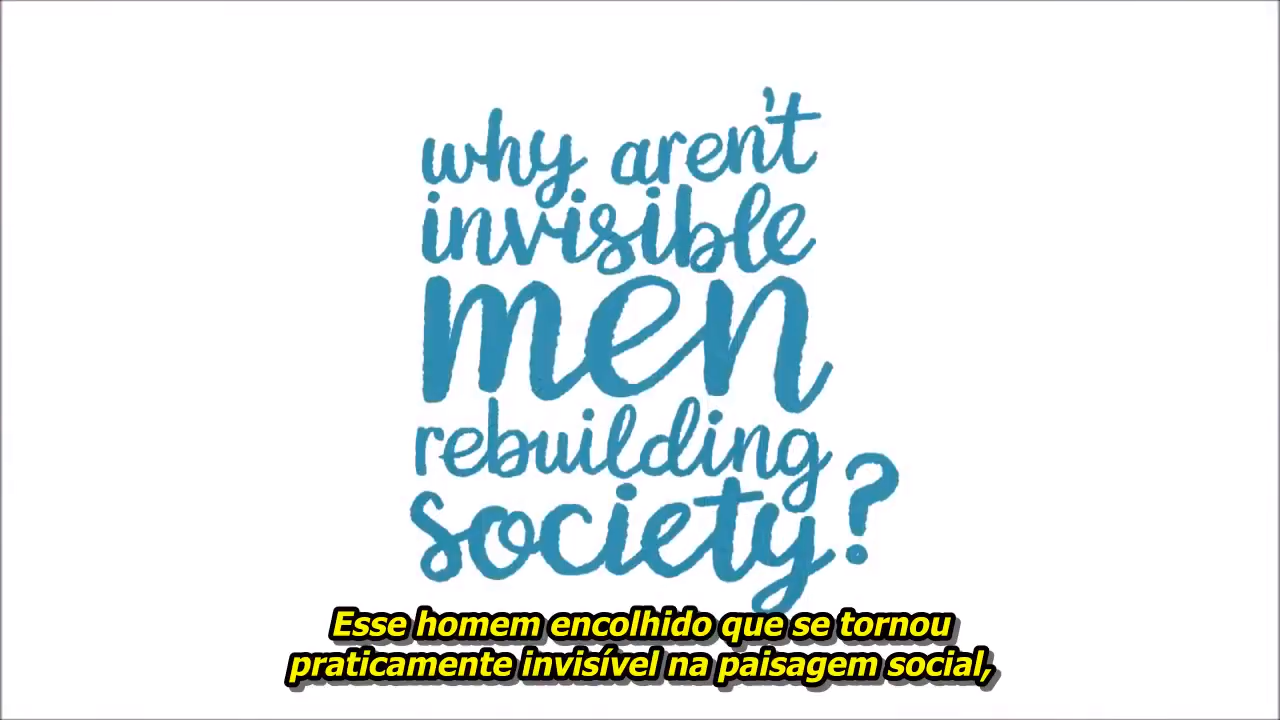 why aren't
invisible
men
rebuilding
society?
Esse homem encolhido que se tornou
praticamente invisível na paisagem social,